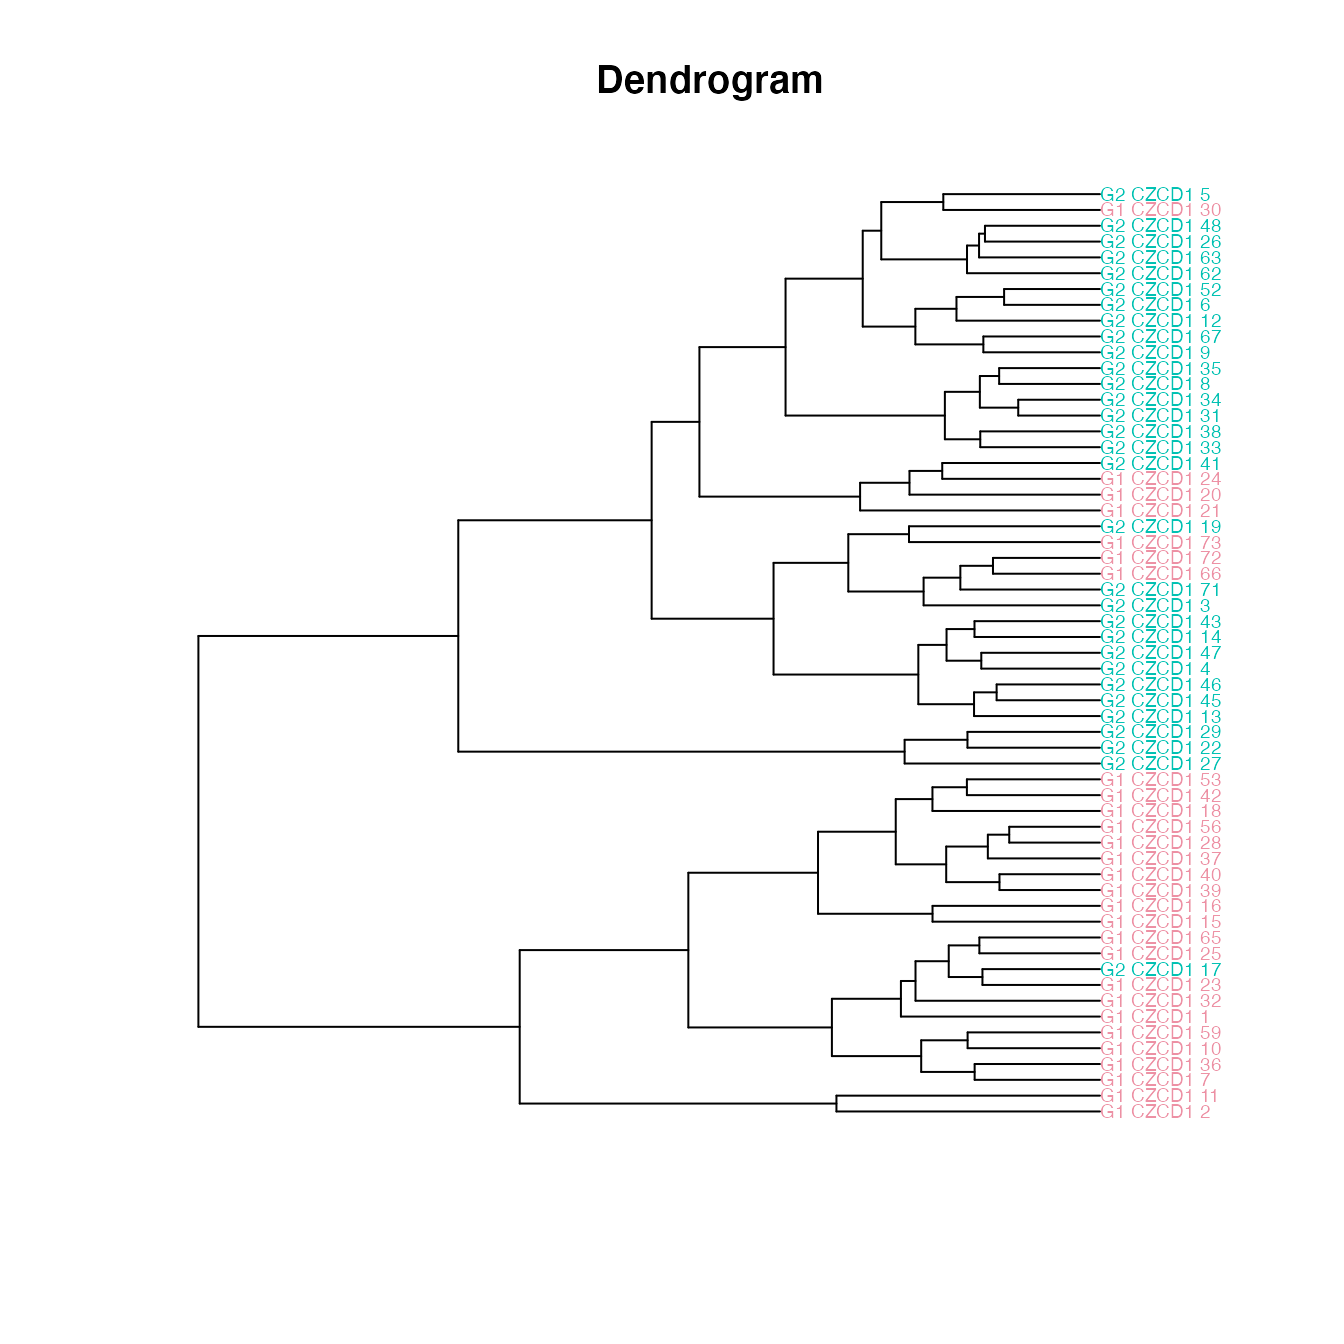 Dendrogram
G2 CZCD1 5
G1 CZCD1 30
G2 CZCD1 48
G2 CZCD1 26
G2 CZCD1 63
G2 CZCD1 62
G2 CZCD1 52
G2 CZCD1 6
G2 CZCD1 12
G2 CZCD1 67
G2 CZCD1 9
G2 CZCD1 35
G2 CZCD1 8
G2 CZCD1 34
G2 CZCD1 31
G2 CZCD1 38
G2 CZCD1 33
G2 CZCD1 41
G1 CZCD1 24
G1 CZCD1 20
G1 CZCD1 21
G2 CZCD1 19
G1 CZCD1 73
G1 CZCD1 72
G1 CZCD1 66
G2 CZCD1 71
G2 CZCD1 3
G2 CZCD1 43
G2 CZCD1 14
G2 CZCD1 47
G2 CZCD1 4
G2 CZCD1 46
G2 CZCD1 45
G2 CZCD1 13
G2 CZCD1 29
G2 CZCD1 22
G2 CZCD1 27
G1 CZCD1 53
G1 CZCD1 42
G1 CZCD1 18
G1 CZCD1 56
G1 CZCD1 28
G1 CZCD1 37
G1 CZCD1 40
G1 CZCD1 39
G1 CZCD1 16
G1 CZCD1 15
G1 CZCD1 65
G1 CZCD1 25
G2 CZCD1 17
G1 CZCD1 23
G1 CZCD1 32
G1 CZCD1 1
G1 CZCD1 59
G1 CZCD1 10
G1 CZCD1 36
G1 CZCD1 7
G1 CZCD1 11
G1 CZCD1 2